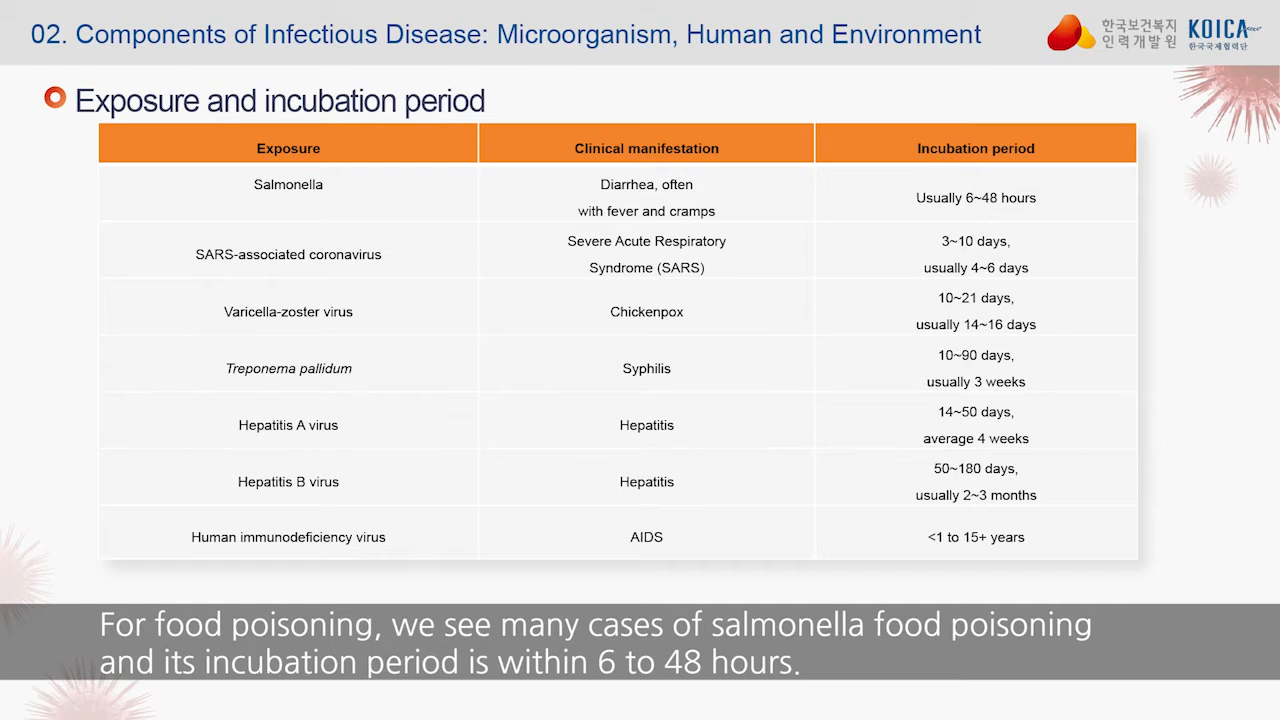 02. Components of Infectious Disease: Microorganism, Human and Environment
한국보건복지
인력개발원
KOICA
한국국제협력단
Exposure and incubation period
Exposure
Clinical manifestation
Incubation period
Salmonella
Diarrhea, often
with fever and cramps
Usually 6~48 hours
SARS-associated coronavirus
Severe Acute Respiratory
Syndrome (SARS)
3~10 days,
usually 4~6 days
Varicella-zoster virus
Chickenpox
10~21 days,
usually 14~16 days
Treponema pallidum
Syphilis
10~90 days,
usually 3 weeks
Hepatitis A virus
Hepatitis
14~50 days,
average 4 weeks
Hepatitis B virus
Hepatitis
50~180 days,
usually 2~3 months
Human immunodeficiency virus
AIDS
<1 to 15+ years
For food poisoning, we see many cases of salmonella food poisoning
and its incubation period is within 6 to 48 hours.